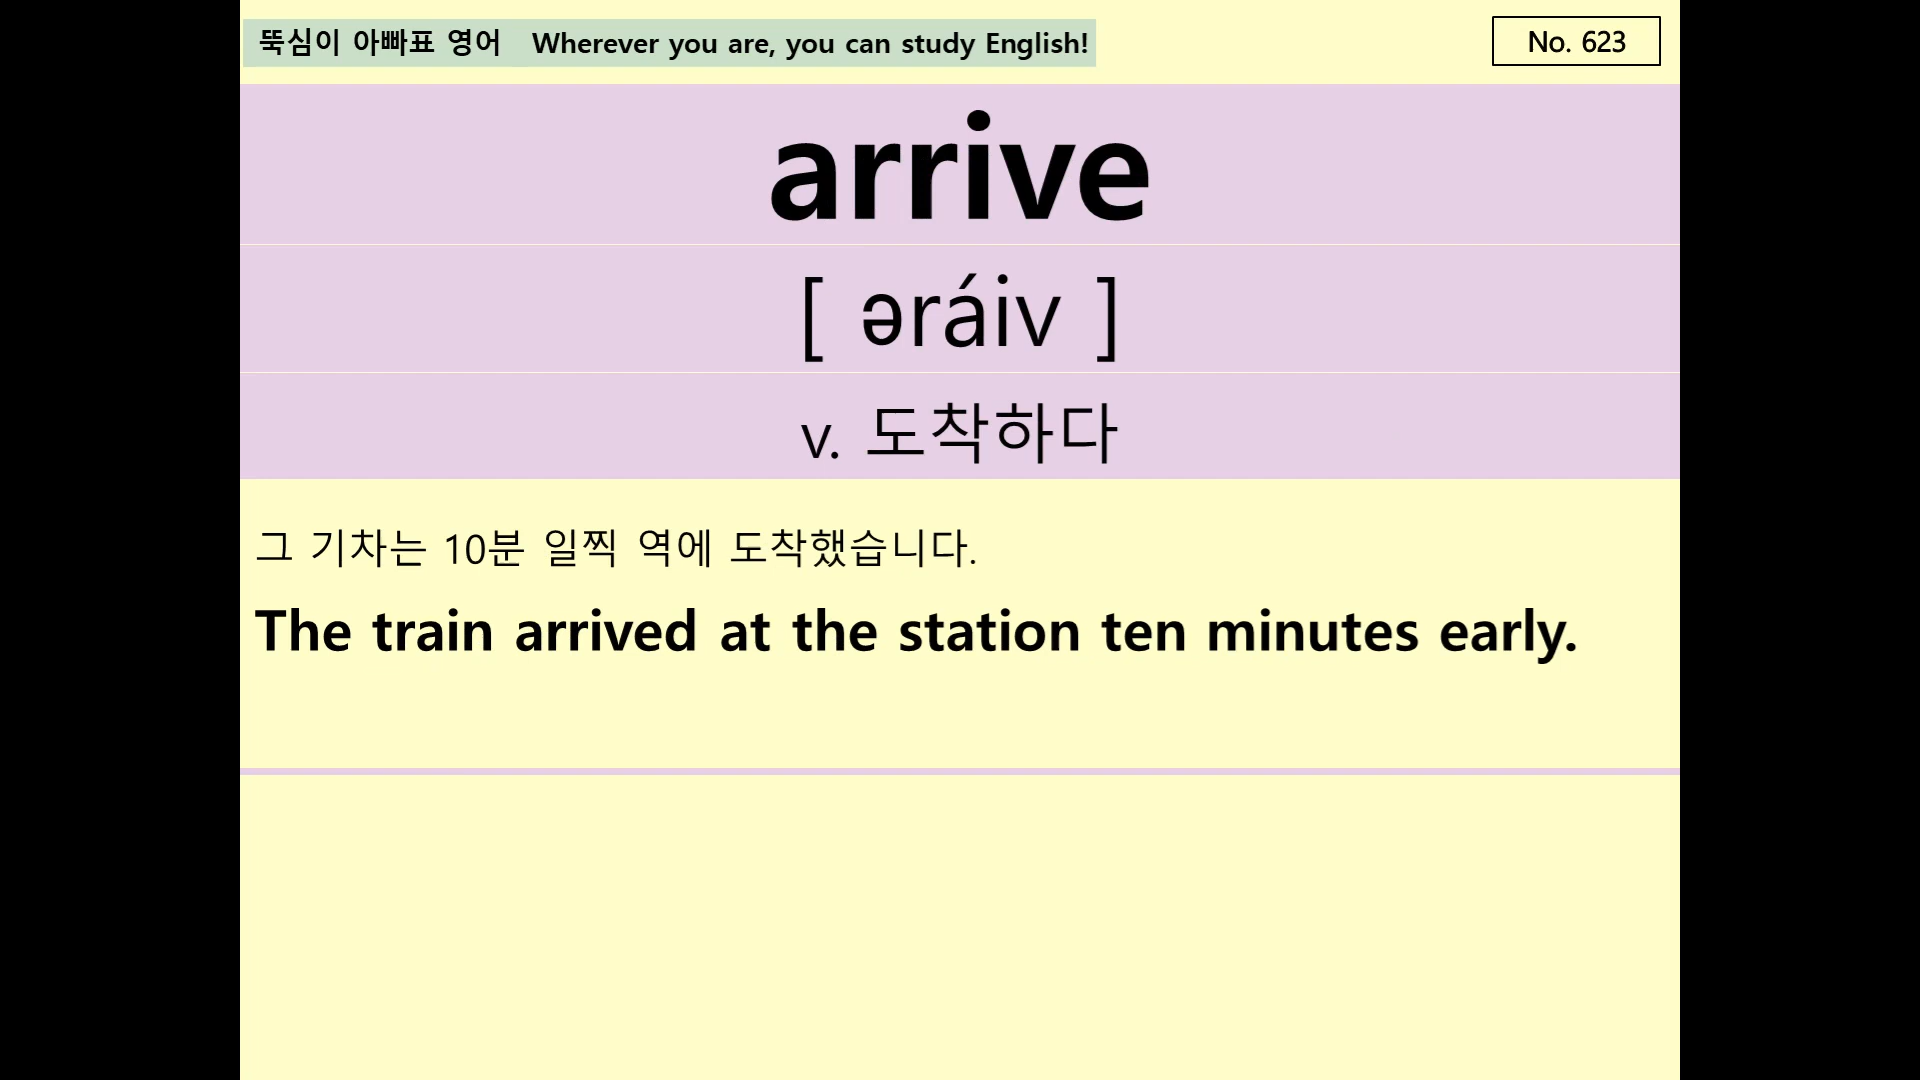 뚝심이 아빠표 영어 Wherever you are, you can study English!
No. 623
arrive
[ əráiv ]
v. 도착하다
그 기차는 10분 일찍 역에 도착했습니다.
The train arrived at the station ten minutes early.